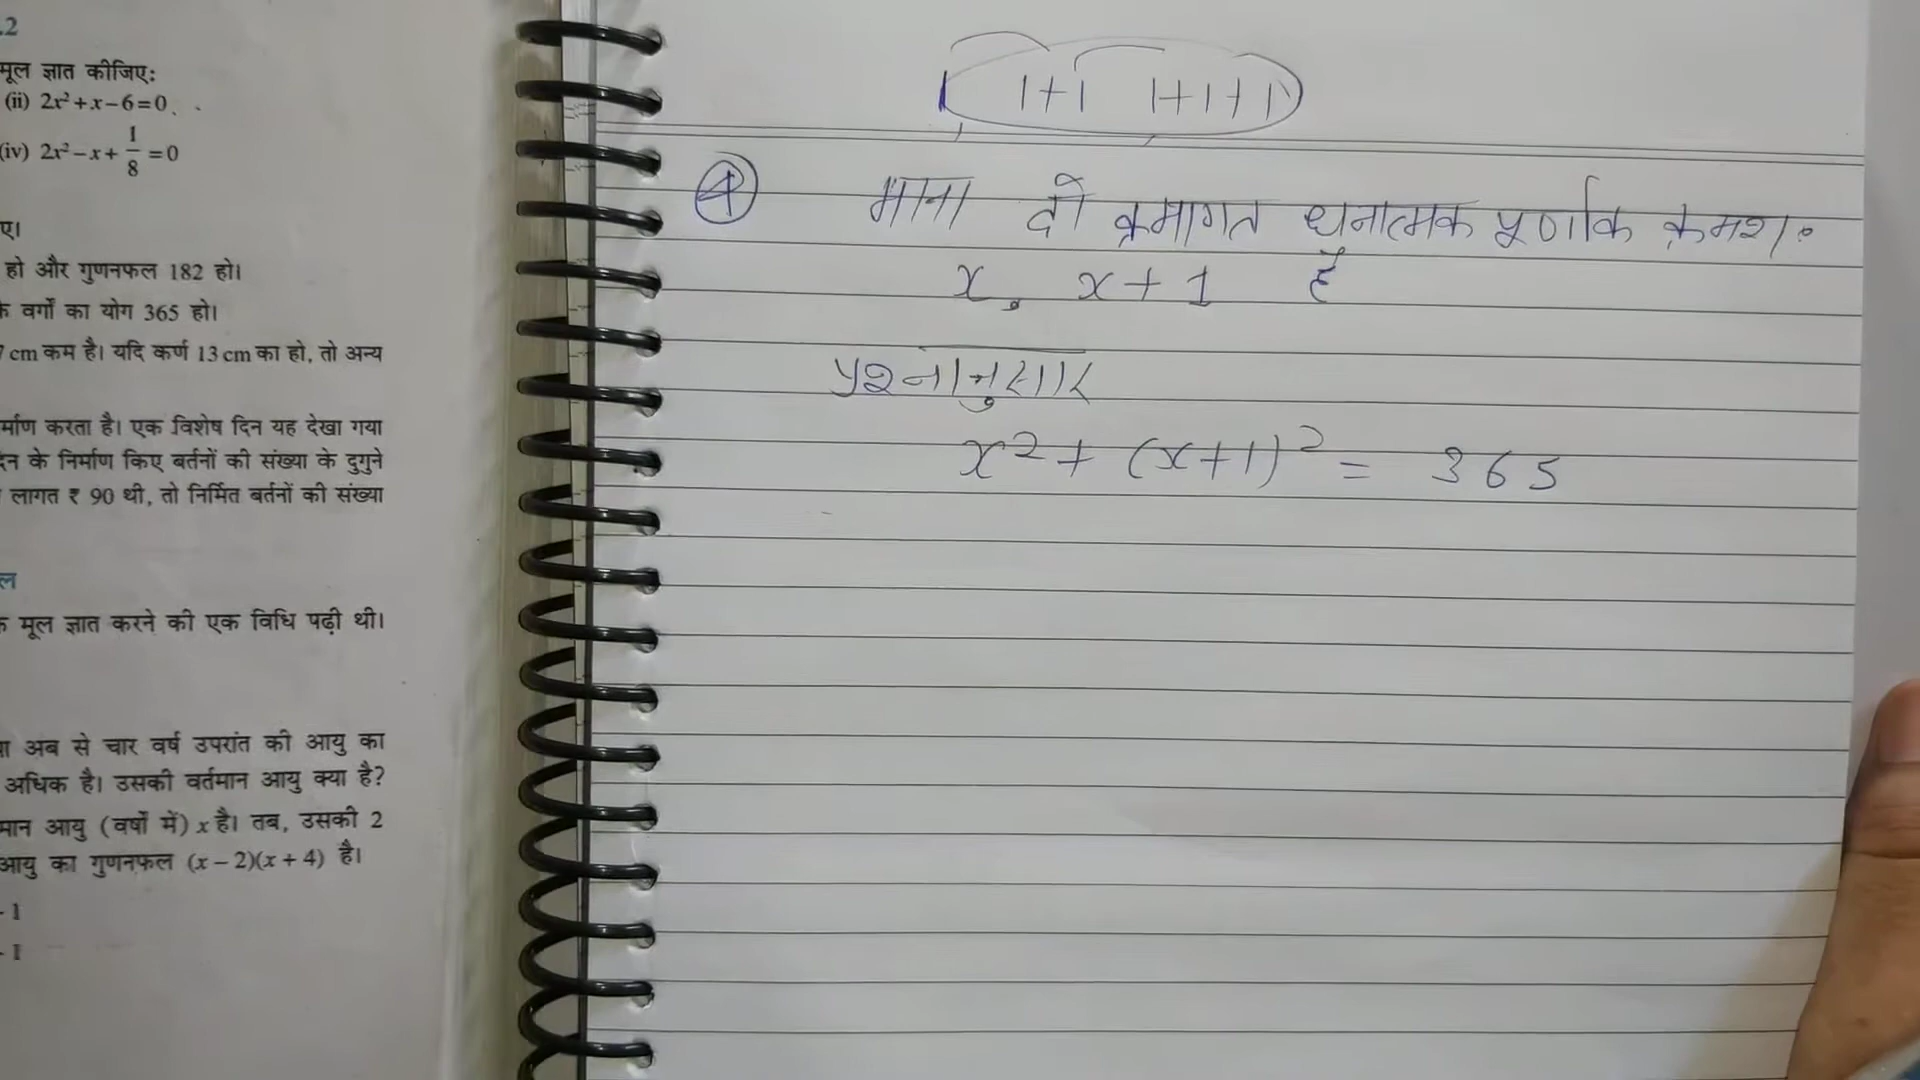 .2
मूल ज्ञात कीजिए:
(ii) 2x²+x−6=0
(iv) 2x²−x+1/8=0
ए।
हो और गुणनफल 182 हो।
के वर्गों का योग 365 हो।
7 cm कम है। यदि कर्ण 13 cm का हो, तो अन्य
र्माण करता है। एक विशेष दिन यह देखा गया
के निर्माण किए बर्तनों की संख्या के दुगुने
लागत ₹ 90 थी, तो निर्मित बर्तनों की संख्या
ल
मूल ज्ञात करने की एक विधि पढ़ी थी।
अब से चार वर्ष उपरांत की आयु का
अधिक है। उसकी वर्तमान आयु क्या है?
मान आयु (वर्षों में) x है। तब, उसकी 2
आयु का गुणनफल (x − 2)(x + 4) है।
- 1
- 1
1 1+1 1+1+1
④ माना दो क्रमागत धनात्मक पूर्णांक क्रमशः
x, x+1 है
प्रश्नानुसार
x² + (x+1)² = 365